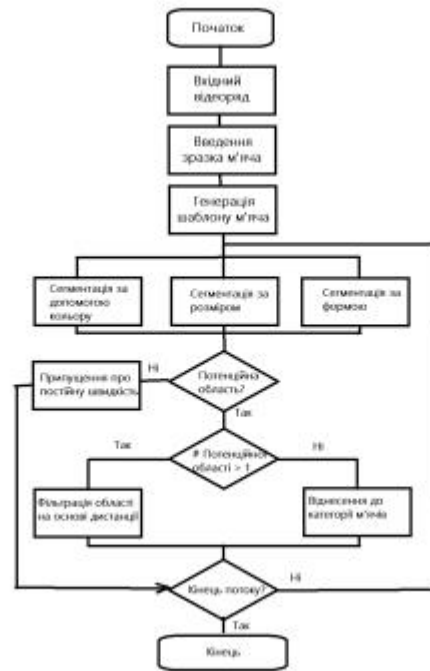 Початок
Вхідний
відеоряд
Введення
зразка м'яча
Генерація
шаблону м'яча
Сегментація за
допомогою
кольору
Сегментація за
розміром
Сегментація за
формою
Припущення про
постійну швидкість
Ні
Потенційна
область?
Так
Так
# Потенційної
області > 1
Ні
Фільтрація області
на основі дистанції
Віднесення до
категорії м'ячів
Кінець потоку?
Ні
Так
Кінець